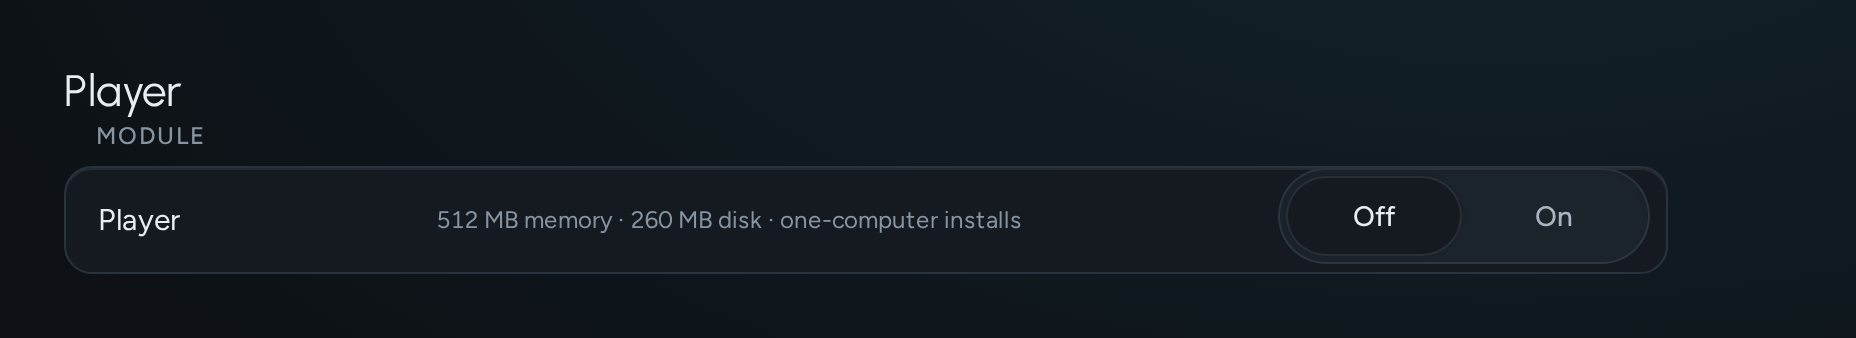 Player
MODULE
Player 512 MB memory · 260 MB disk · one-computer installs Off On